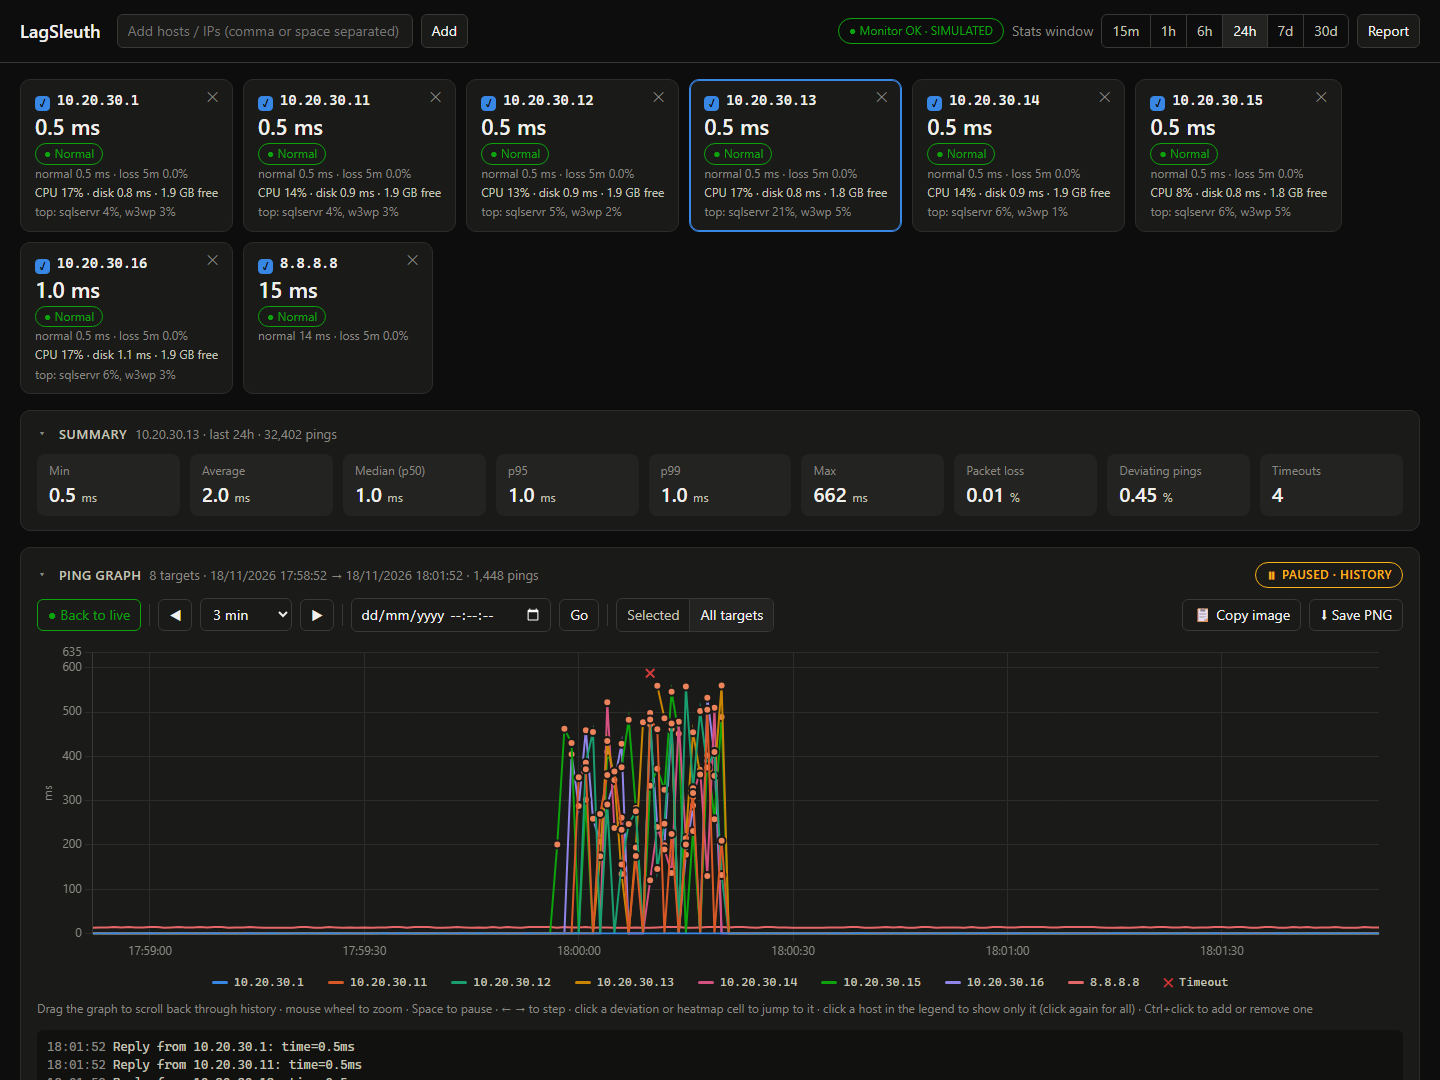 LagSleuth
Add hosts / IPs (comma or space separated)
Add
● Monitor OK · SIMULATED
Stats window
15m 1h 6h 24h 7d 30d
Report
10.20.30.1
0.5 ms
● Normal
normal 0.5 ms · loss 5m 0.0%
CPU 17% · disk 0.8 ms · 1.9 GB free
top: sqlservr 4%, w3wp 3%
10.20.30.11
0.5 ms
● Normal
normal 0.5 ms · loss 5m 0.0%
CPU 14% · disk 0.9 ms · 1.9 GB free
top: sqlservr 4%, w3wp 3%
10.20.30.12
0.5 ms
● Normal
normal 0.5 ms · loss 5m 0.0%
CPU 13% · disk 0.9 ms · 1.9 GB free
top: sqlservr 5%, w3wp 2%
10.20.30.13
0.5 ms
● Normal
normal 0.5 ms · loss 5m 0.0%
CPU 17% · disk 0.8 ms · 1.8 GB free
top: sqlservr 21%, w3wp 5%
10.20.30.14
0.5 ms
● Normal
normal 0.5 ms · loss 5m 0.0%
CPU 14% · disk 0.9 ms · 1.9 GB free
top: sqlservr 6%, w3wp 1%
10.20.30.15
0.5 ms
● Normal
normal 0.5 ms · loss 5m 0.0%
CPU 8% · disk 0.8 ms · 1.8 GB free
top: sqlservr 6%, w3wp 5%
10.20.30.16
1.0 ms
● Normal
normal 0.5 ms · loss 5m 0.0%
CPU 17% · disk 1.1 ms · 1.9 GB free
top: sqlservr 6%, w3wp 3%
8.8.8.8
15 ms
● Normal
normal 14 ms · loss 5m 0.0%
SUMMARY 10.20.30.13 · last 24h · 32,402 pings
Min
0.5 ms
Average
2.0 ms
Median (p50)
1.0 ms
p95
1.0 ms
p99
1.0 ms
Max
662 ms
Packet loss
0.01 %
Deviating pings
0.45 %
Timeouts
4
PING GRAPH 8 targets · 18/11/2026 17:58:52 → 18/11/2026 18:01:52 · 1,448 pings
PAUSED · HISTORY
● Back to live
◀
3 min
▶
dd/mm/yyyy --:--:--
Go
Selected
All targets
Copy image
⬇ Save PNG
635
600
500
400
300
200
100
0
ms
17:59:00 17:59:30 18:00:00 18:00:30 18:01:00 18:01:30
10.20.30.1 10.20.30.11 10.20.30.12 10.20.30.13 10.20.30.14 10.20.30.15 10.20.30.16 8.8.8.8 Timeout
Drag the graph to scroll back through history · mouse wheel to zoom · Space to pause · ← → to step · click a deviation or heatmap cell to jump to it · click a host in the legend to show only it (click again for all) · Ctrl+click to add or remove one
18:01:52 Reply from 10.20.30.1: time=0.5ms
18:01:52 Reply from 10.20.30.11: time=0.5ms